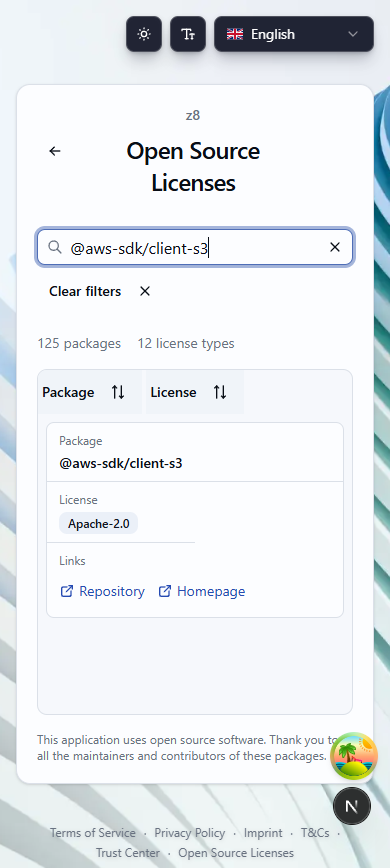 English
z8
Open Source
Licenses
@aws-sdk/client-s3
Clear filters
125 packages 12 license types
Package License
Package
@aws-sdk/client-s3
License
Apache-2.0
Links
Repository Homepage
This application uses open source software. Thank you to
all the maintainers and contributors of these packages.
N
Terms of Service · Privacy Policy · Imprint · T&Cs ·
Trust Center · Open Source Licenses